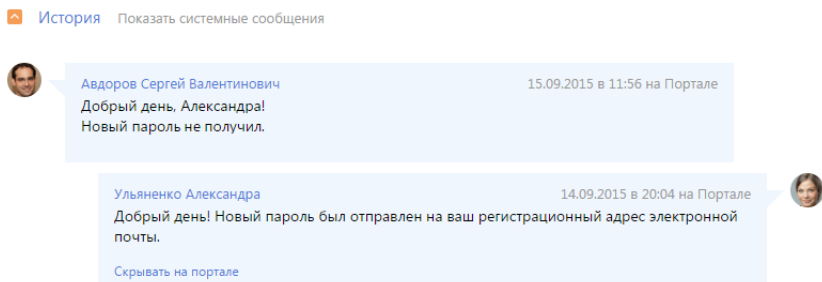 История Показать системные сообщения
Авдоров Сергей Валентинович 15.09.2015 в 11:56 на Портале
Добрый день, Александра!
Новый пароль не получил.
Ульяненко Александра 14.09.2015 в 20:04 на Портале
Добрый день! Новый пароль был отправлен на ваш регистрационный адрес электронной
почты.
Скрывать на портале